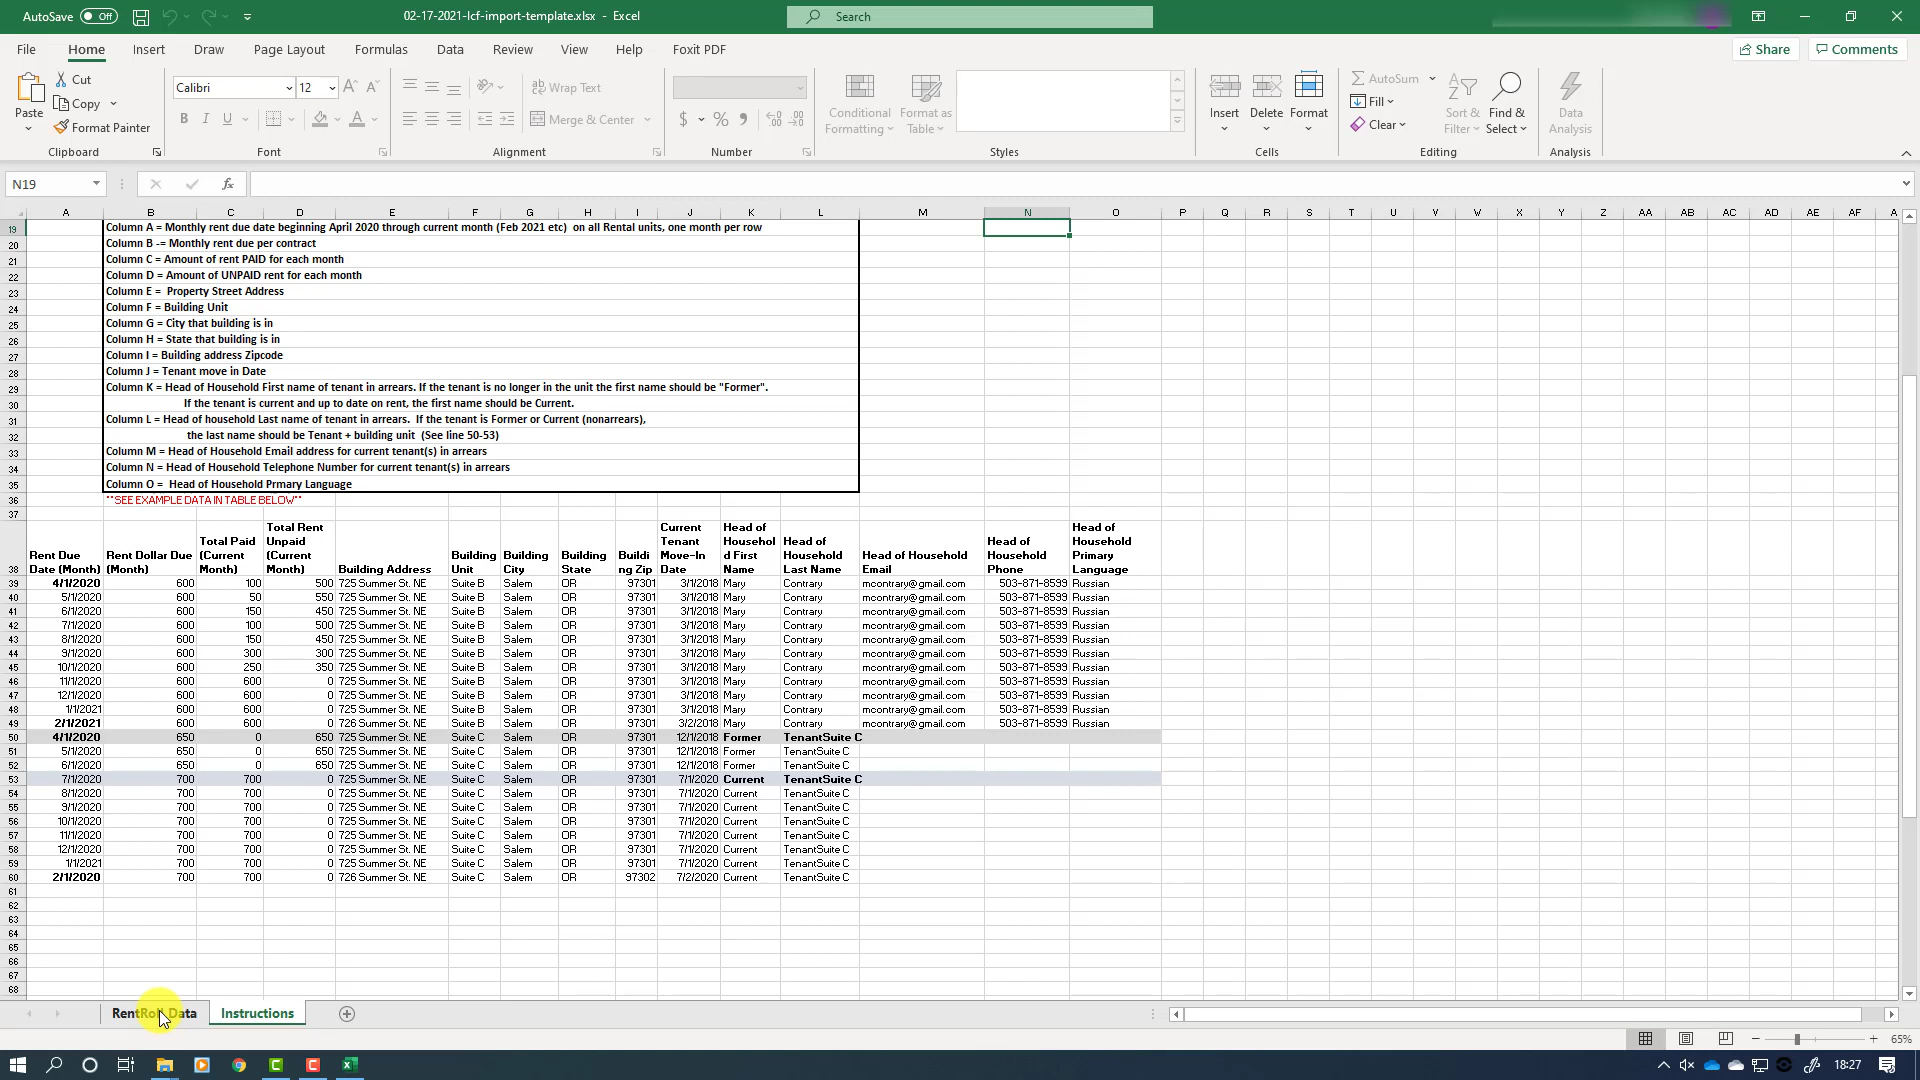 AutoSave Off 02-17-2021-lcf-import-template.xlsx - Excel Search
File Home Insert Draw Page Layout Formulas Data Review View Help Foxit PDF Share Comments
Paste Cut Copy Format Painter Clipboard
Calibri 12 B I U A Font
Wrap Text Merge & Center Alignment
$ % Number
Conditional Formatting Format as Table Styles
Insert Delete Format Cells
AutoSum Fill Clear Sort & Filter Find & Select Editing
Data Analysis Analysis
N19 fx
A B C D E F G H I J K L M N O P Q R S T U V W X Y Z AA AB AC AD AE AF A
19 Column A = Monthly rent due date beginning April 2020 through current month (Feb 2021 etc) on all Rental units, one month per row
20 Column B -= Monthly rent due per contract
21 Column C = Amount of rent PAID for each month
22 Column D = Amount of UNPAID rent for each month
23 Column E = Property Street Address
24 Column F = Building Unit
25 Column G = City that building is in
26 Column H = State that building is in
27 Column I = Building address Zipcode
28 Column J = Tenant move in Date
29 Column K = Head of Household First name of tenant in arrears. If the tenant is no longer in the unit the first name should be "Former".
30 If the tenant is current and up to date on rent, the first name should be Current.
31 Column L = Head of household Last name of tenant in arrears. If the tenant is Former or Current (nonarrears),
32 the last name should be Tenant + building unit (See line 50-53)
33 Column M = Head of Household Email address for current tenant(s) in arrears
34 Column N = Head of Household Telephone Number for current tenant(s) in arrears
35 Column O = Head of Household Prmary Language
36 **SEE EXAMPLE DATA IN TABLE BELOW**
37
38 Rent Due Date (Month) Rent Dollar Due (Month) Total Paid (Current Month) Total Rent Unpaid (Current Month) Building Address Building Unit Building City Building State Buildi ng Zip Current Tenant Move-In Date Head of Househol d First Name Head of Household Last Name Head of Household Email Head of Household Phone Head of Household Primary Language
39 4/1/2020 600 100 500 725 Summer St. NE Suite B Salem OR 97301 3/1/2018 Mary Contrary mcontrary@gmail.com 503-871-8599 Russian
40 5/1/2020 600 50 550 725 Summer St. NE Suite B Salem OR 97301 3/1/2018 Mary Contrary mcontrary@gmail.com 503-871-8599 Russian
41 6/1/2020 600 150 450 725 Summer St. NE Suite B Salem OR 97301 3/1/2018 Mary Contrary mcontrary@gmail.com 503-871-8599 Russian
42 7/1/2020 600 100 500 725 Summer St. NE Suite B Salem OR 97301 3/1/2018 Mary Contrary mcontrary@gmail.com 503-871-8599 Russian
43 8/1/2020 600 150 450 725 Summer St. NE Suite B Salem OR 97301 3/1/2018 Mary Contrary mcontrary@gmail.com 503-871-8599 Russian
44 9/1/2020 600 300 300 725 Summer St. NE Suite B Salem OR 97301 3/1/2018 Mary Contrary mcontrary@gmail.com 503-871-8599 Russian
45 10/1/2020 600 250 350 725 Summer St. NE Suite B Salem OR 97301 3/1/2018 Mary Contrary mcontrary@gmail.com 503-871-8599 Russian
46 11/1/2020 600 600 0 725 Summer St. NE Suite B Salem OR 97301 3/1/2018 Mary Contrary mcontrary@gmail.com 503-871-8599 Russian
47 12/1/2020 600 600 0 725 Summer St. NE Suite B Salem OR 97301 3/1/2018 Mary Contrary mcontrary@gmail.com 503-871-8599 Russian
48 1/1/2021 600 600 0 725 Summer St. NE Suite B Salem OR 97301 3/1/2018 Mary Contrary mcontrary@gmail.com 503-871-8599 Russian
49 2/1/2021 600 600 0 726 Summer St. NE Suite B Salem OR 97301 3/2/2018 Mary Contrary mcontrary@gmail.com 503-871-8599 Russian
50 4/1/2020 650 0 650 725 Summer St. NE Suite C Salem OR 97301 12/1/2018 Former TenantSuite C
51 5/1/2020 650 0 650 725 Summer St. NE Suite C Salem OR 97301 12/1/2018 Former TenantSuite C
52 6/1/2020 650 0 650 725 Summer St. NE Suite C Salem OR 97301 12/1/2018 Former TenantSuite C
53 7/1/2020 700 700 0 725 Summer St. NE Suite C Salem OR 97301 7/1/2020 Current TenantSuite C
54 8/1/2020 700 700 0 725 Summer St. NE Suite C Salem OR 97301 7/1/2020 Current TenantSuite C
55 9/1/2020 700 700 0 725 Summer St. NE Suite C Salem OR 97301 7/1/2020 Current TenantSuite C
56 10/1/2020 700 700 0 725 Summer St. NE Suite C Salem OR 97301 7/1/2020 Current TenantSuite C
57 11/1/2020 700 700 0 725 Summer St. NE Suite C Salem OR 97301 7/1/2020 Current TenantSuite C
58 12/1/2020 700 700 0 725 Summer St. NE Suite C Salem OR 97301 7/1/2020 Current TenantSuite C
59 1/1/2021 700 700 0 725 Summer St. NE Suite C Salem OR 97301 7/1/2020 Current TenantSuite C
60 2/1/2020 700 700 0 726 Summer St. NE Suite C Salem OR 97302 7/2/2020 Current TenantSuite C
61
62
63
64
65
66
67
68
RentRoll Data Instructions
65%
18:27